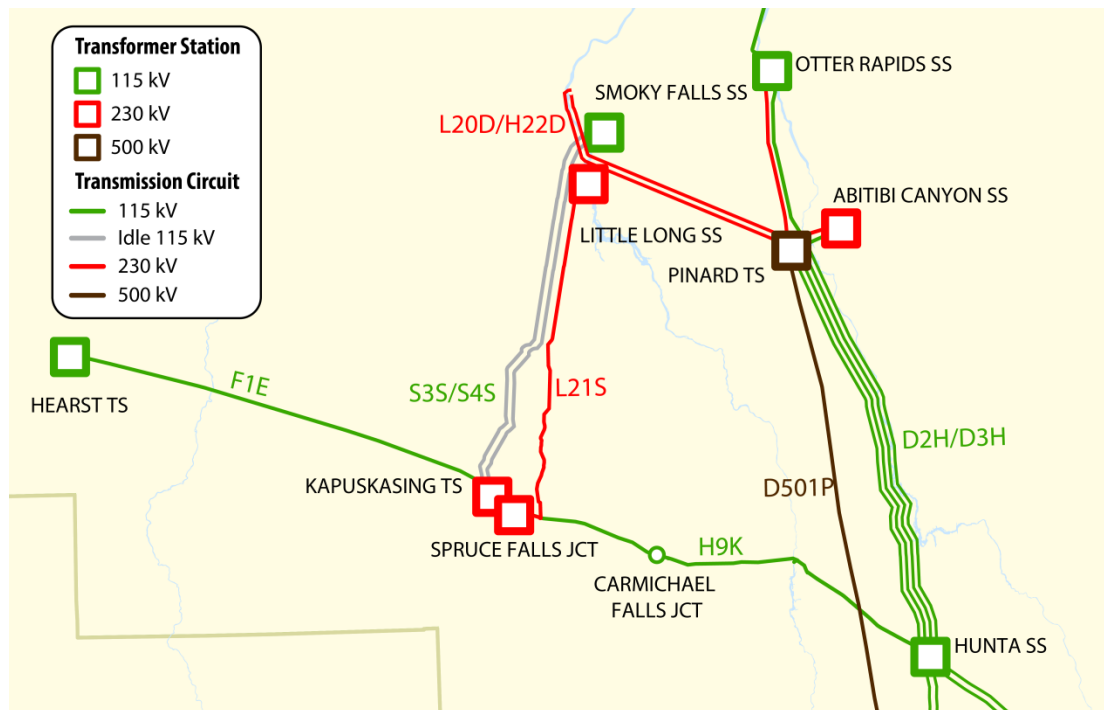 Transformer Station
115 kV
230 kV
500 kV
Transmission Circuit
115 kV
Idle 115 kV
230 kV
500 kV
OTTER RAPIDS SS
SMOKY FALLS SS
L20D/H22D
ABITIBI CANYON SS
LITTLE LONG SS
PINARD TS
F1E
HEARST TS
S3S/S4S
L21S
D2H/D3H
KAPUSKASING TS
D501P
SPRUCE FALLS JCT
H9K
CARMICHAEL
FALLS JCT
HUNTA SS